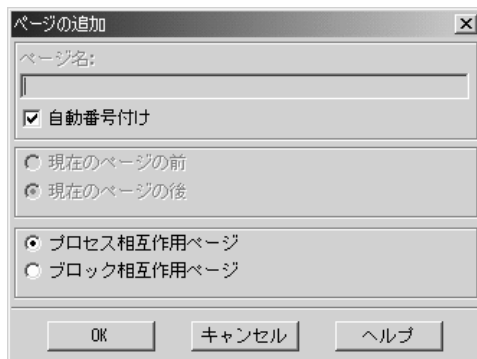 ページの追加
ページ名:
自動番号付け
現在のページの前
現在のページの後
プロセス相互作用ページ
ブロック相互作用ページ
OK
キャンセル
ヘルプ